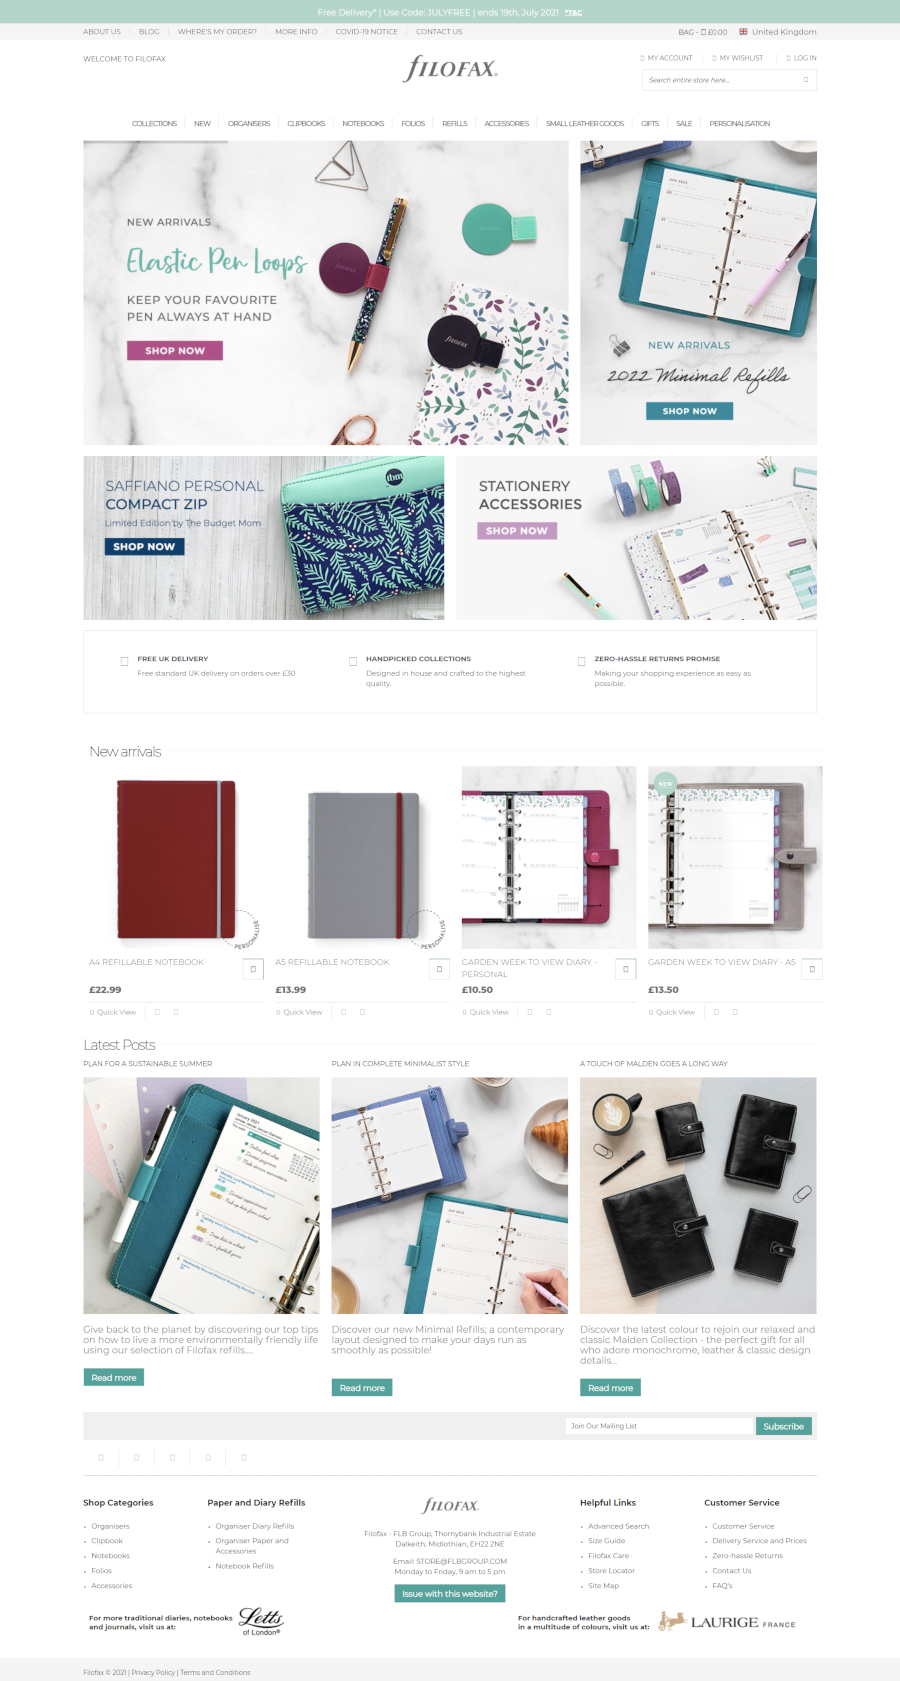 Free Delivery* | Use Code: JULYFREE | ends 19th, July 2021 *T&C
ABOUT US BLOG WHERE'S MY ORDER? MORE INFO COVID-19 NOTICE CONTACT US BAG - £0.00 United Kingdom
WELCOME TO FILOFAX
FILOFAX
MY ACCOUNT MY WISHLIST LOG IN
Search entire store here...
COLLECTIONS NEW ORGANISERS CLIPBOOKS NOTEBOOKS FOLIOS REFILLS ACCESSORIES SMALL LEATHER GOODS GIFTS SALE PERSONALISATION
NEW ARRIVALS
Elastic Pen Loops
KEEP YOUR FAVOURITE
PEN ALWAYS AT HAND
SHOP NOW
NEW ARRIVALS
2022 Minimal Refills
SHOP NOW
SAFFIANO PERSONAL
COMPACT ZIP
Limited Edition by The Budget Mom
SHOP NOW
tbm
STATIONERY
ACCESSORIES
SHOP NOW
FREE UK DELIVERY
Free standard UK delivery on orders over £30
HANDPICKED COLLECTIONS
Designed in house and crafted to the highest
quality.
ZERO-HASSLE RETURNS PROMISE
Making your shopping experience as easy as
possible.
New arrivals
PERSONALISE
A4 REFILLABLE NOTEBOOK
£22.99
Quick View
PERSONALISE
A5 REFILLABLE NOTEBOOK
£13.99
Quick View
GARDEN WEEK TO VIEW DIARY -
PERSONAL
£10.50
Quick View
NEW
GARDEN WEEK TO VIEW DIARY - A5
£13.50
Quick View
Latest Posts
PLAN FOR A SUSTAINABLE SUMMER
Give back to the planet by discovering our top tips
on how to live a more environmentally friendly life
using our selection of Filofax refills....
Read more
PLAN IN COMPLETE MINIMALIST STYLE
Discover our new Minimal Refills; a contemporary
layout designed to make your days run as
smoothly as possible!
Read more
A TOUCH OF MALDEN GOES A LONG WAY
Discover the latest colour to rejoin our relaxed and
classic Malden Collection - the perfect gift for all
who adore monochrome, leather & classic design
details...
Read more
Join Our Mailing List
Subscribe
Shop Categories
Organisers
Clipbook
Notebooks
Folios
Accessories
Paper and Diary Refills
Organiser Diary Refills
Organiser Paper and
Accessories
Notebook Refills
FILOFAX
Filofax - FLB Group, Thornybank Industrial Estate
Dalkeith, Midlothian, EH22 2NE
Email: STORE@FLBGROUP.COM
Monday to Friday, 9 am to 5 pm
Issue with this website?
Helpful Links
Advanced Search
Size Guide
Filofax Care
Store Locator
Site Map
Customer Service
Customer Service
Delivery Service and Prices
Zero-hassle Returns
Contact Us
FAQ's
For more traditional diaries, notebooks
and journals, visit us at:
Letts
of London®
For handcrafted leather goods
in a multitude of colours, visit us at:
LAURIGE FRANCE
Filofax © 2021 | Privacy Policy | Terms and Conditions